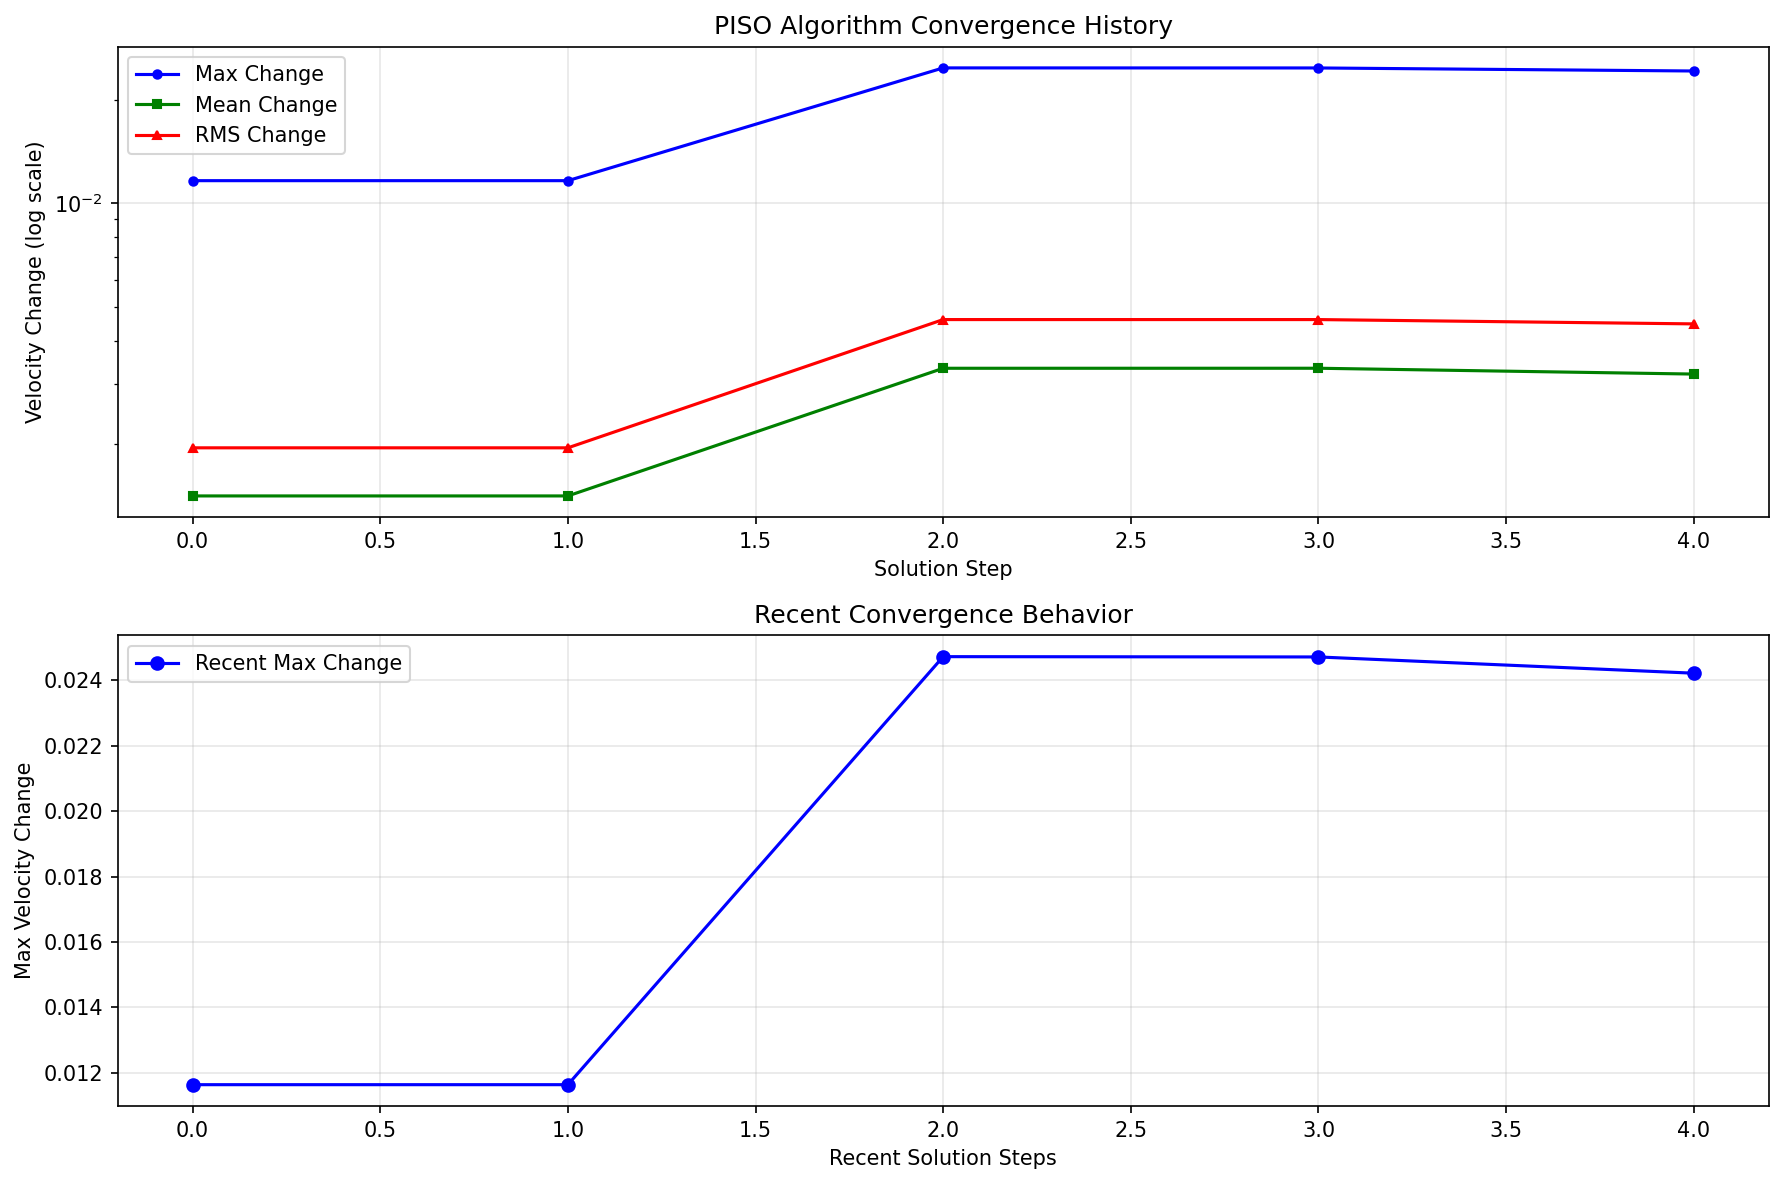 PISO Algorithm Convergence History
Max Change
Mean Change
RMS Change
Velocity Change (log scale)
10⁻²
0.0 0.5 1.0 1.5 2.0 2.5 3.0 3.5 4.0
Solution Step
Recent Convergence Behavior
Recent Max Change
Max Velocity Change
0.024
0.022
0.020
0.018
0.016
0.014
0.012
0.0 0.5 1.0 1.5 2.0 2.5 3.0 3.5 4.0
Recent Solution Steps